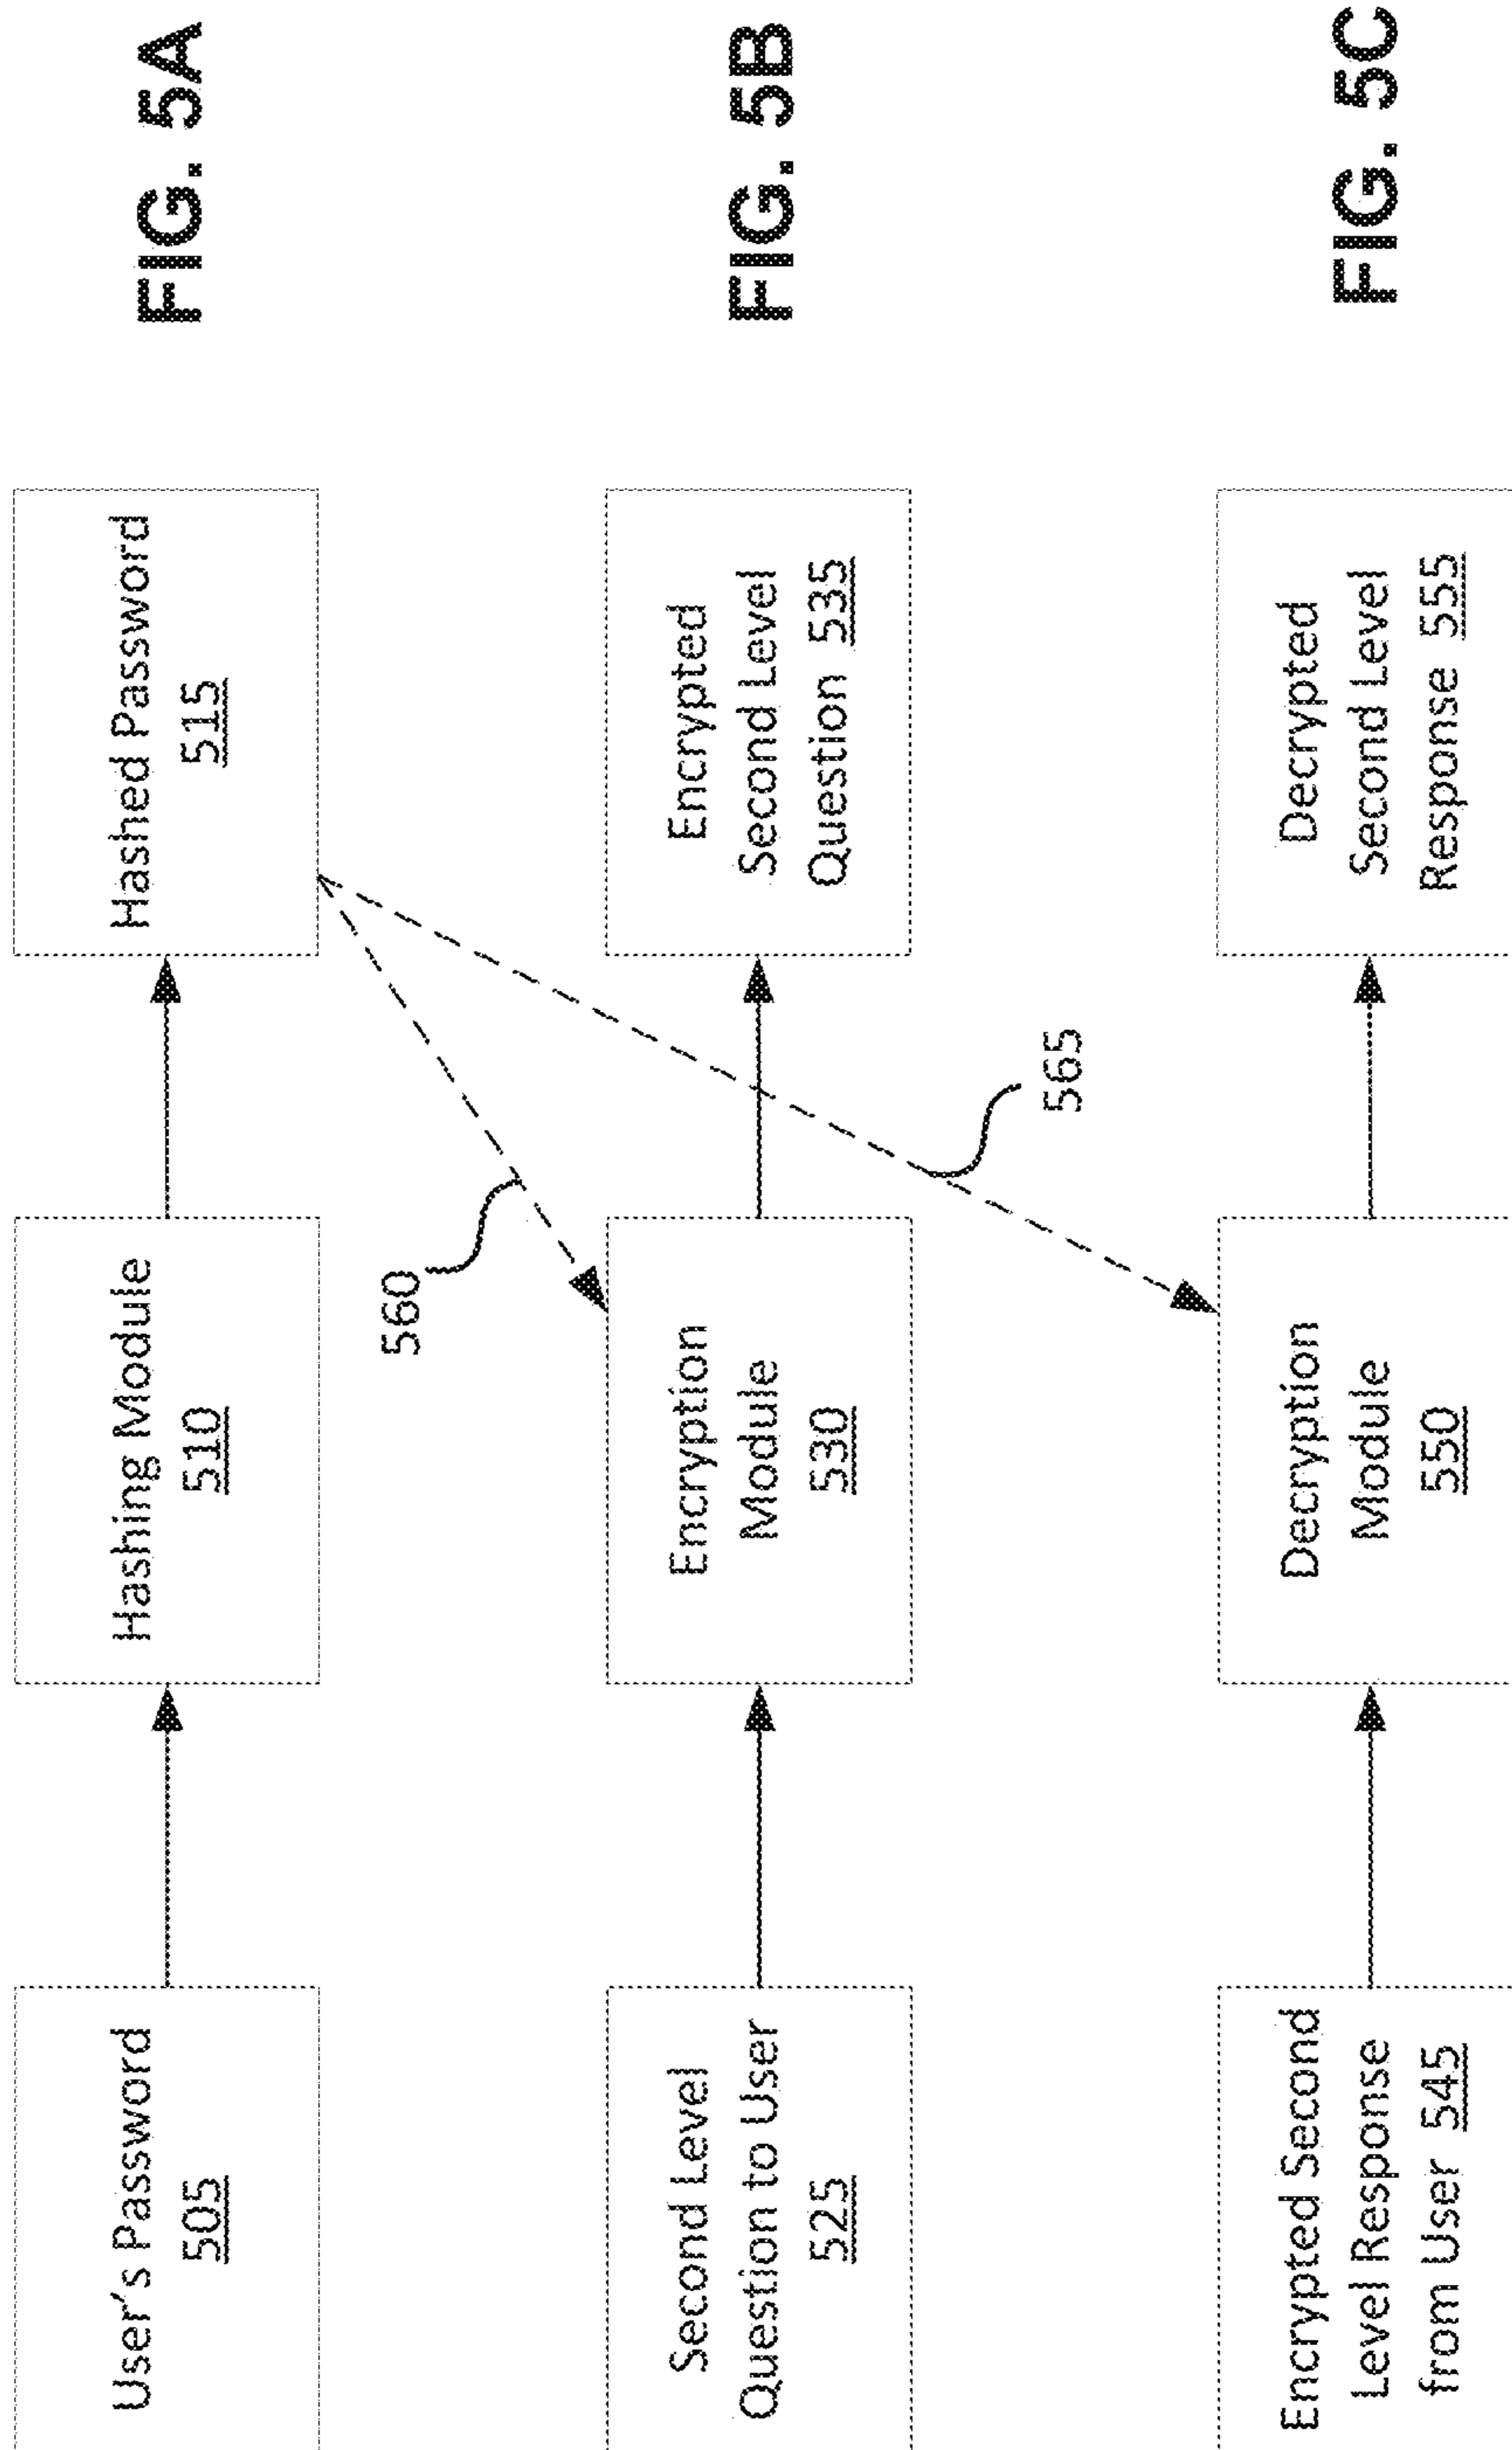 User's Password
505
Hashing Module
510
Hashed Password
515
FIG. 5A
560
Second Level
Question to User
525
Encryption
Module
530
Encrypted
Second Level
Question 535
FIG. 5B
565
Encrypted Second
Level Response
from User 545
Decryption
Module
550
Decrypted
Second Level
Response 555
FIG. 5C